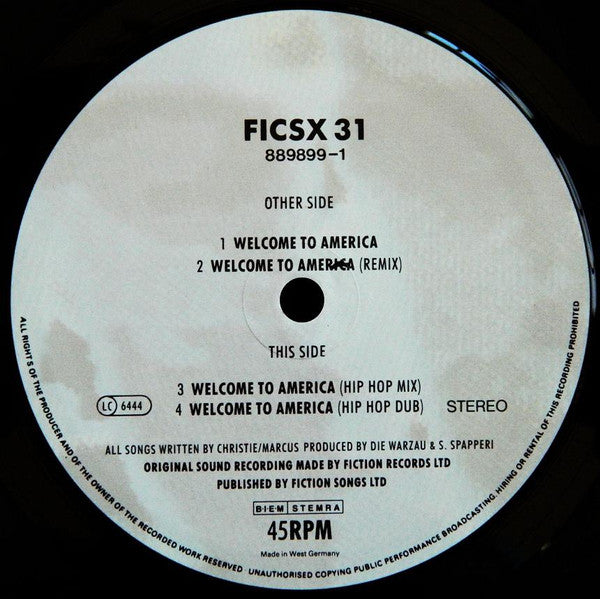 FICSX 31
889899-1
OTHER SIDE
1 WELCOME TO AMERICA
2 WELCOME TO AMERICA (REMIX)
THIS SIDE
3 WELCOME TO AMERICA (HIP HOP MIX)
LC 6444
4 WELCOME TO AMERICA (HIP HOP DUB)
STEREO
ALL SONGS WRITTEN BY CHRISTIE/MARCUS PRODUCED BY DIE WARZAU & S. SPAPPERI
ORIGINAL SOUND RECORDING MADE BY FICTION RECORDS LTD
PUBLISHED BY FICTION SONGS LTD
B·I·E·M STEMRA
45RPM
Made in West Germany
ALL RIGHTS OF THE PRODUCER AND OF THE OWNER OF THE RECORDED WORK RESERVED. UNAUTHORISED COPYING PUBLIC PERFORMANCE BROADCASTING. HIRING OR RENTAL OF THIS RECORDING PROHIBITED